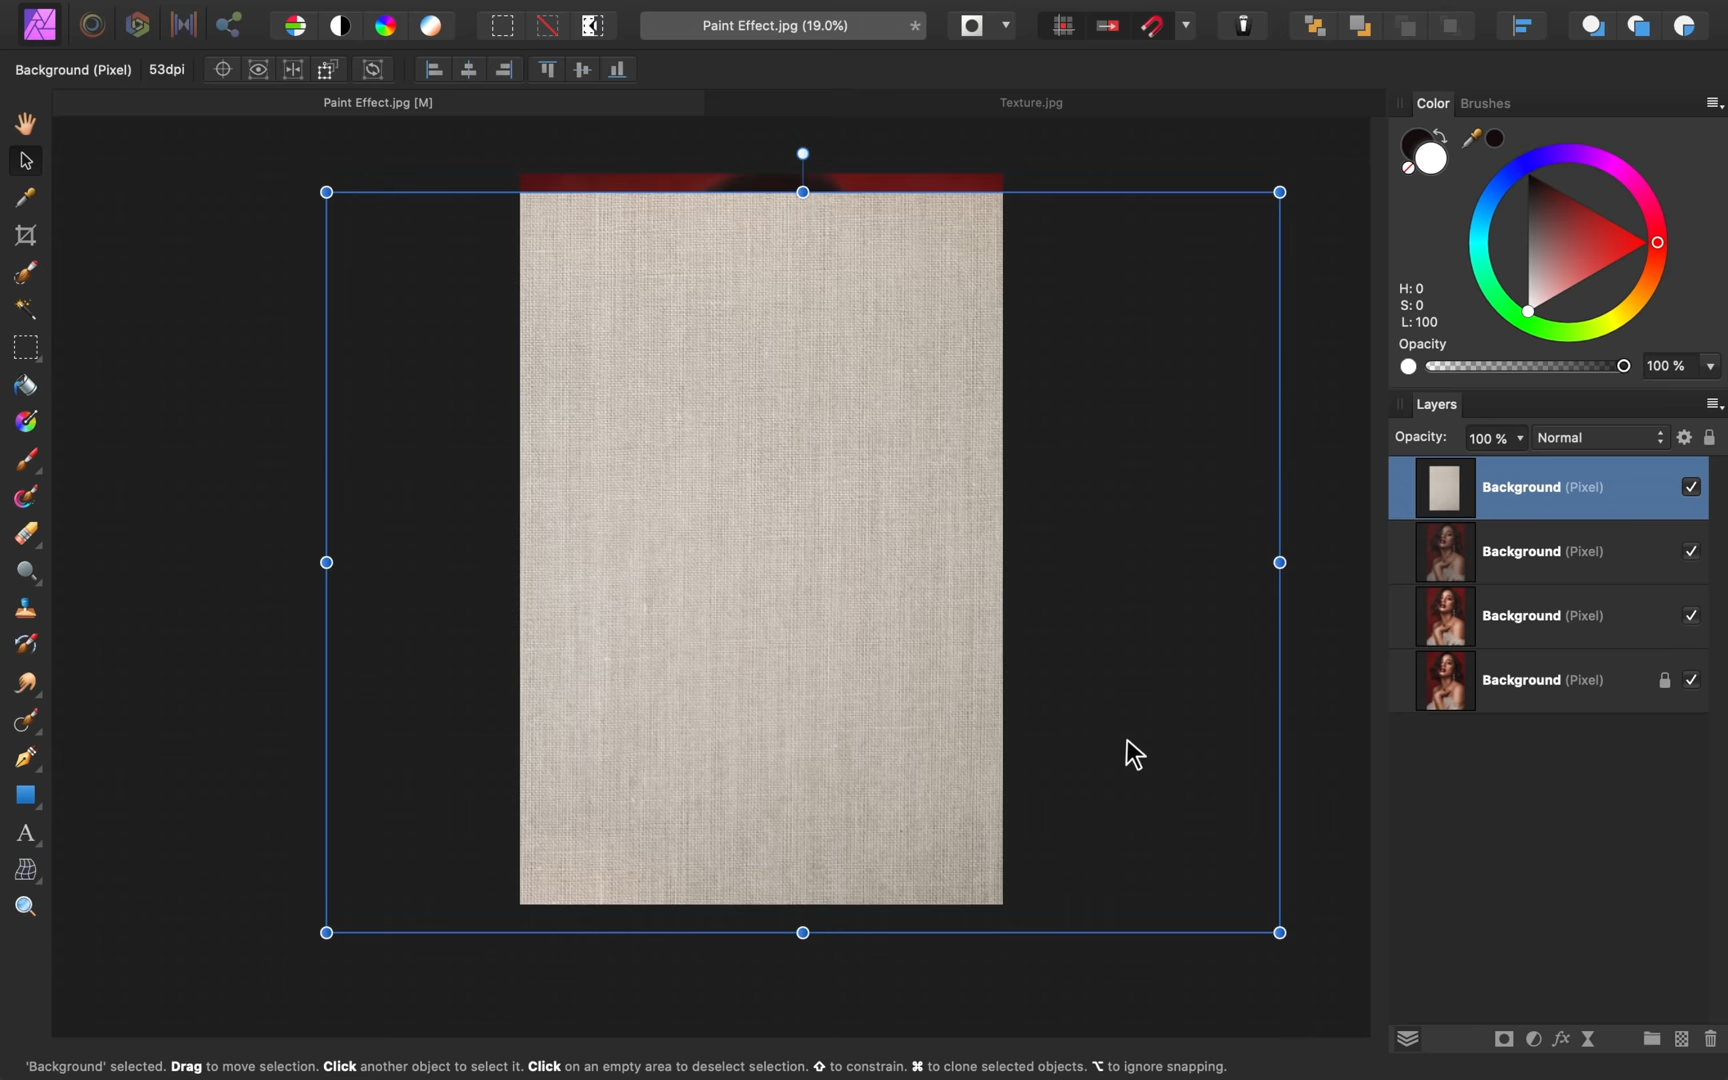 Paint Effect.jpg (19.0%) *
Background (Pixel) 53dpi
Paint Effect.jpg [M] Texture.jpg
Color Brushes
H: 0
S: 0
L: 100
Opacity
100 %
Layers
Opacity: 100 % Normal
Background (Pixel)
Background (Pixel)
Background (Pixel)
Background (Pixel)
A
fx
'Background' selected. Drag to move selection. Click another object to select it. Click on an empty area to deselect selection. ⇧ to constrain. ⌘ to clone selected objects. ⌥ to ignore snapping.